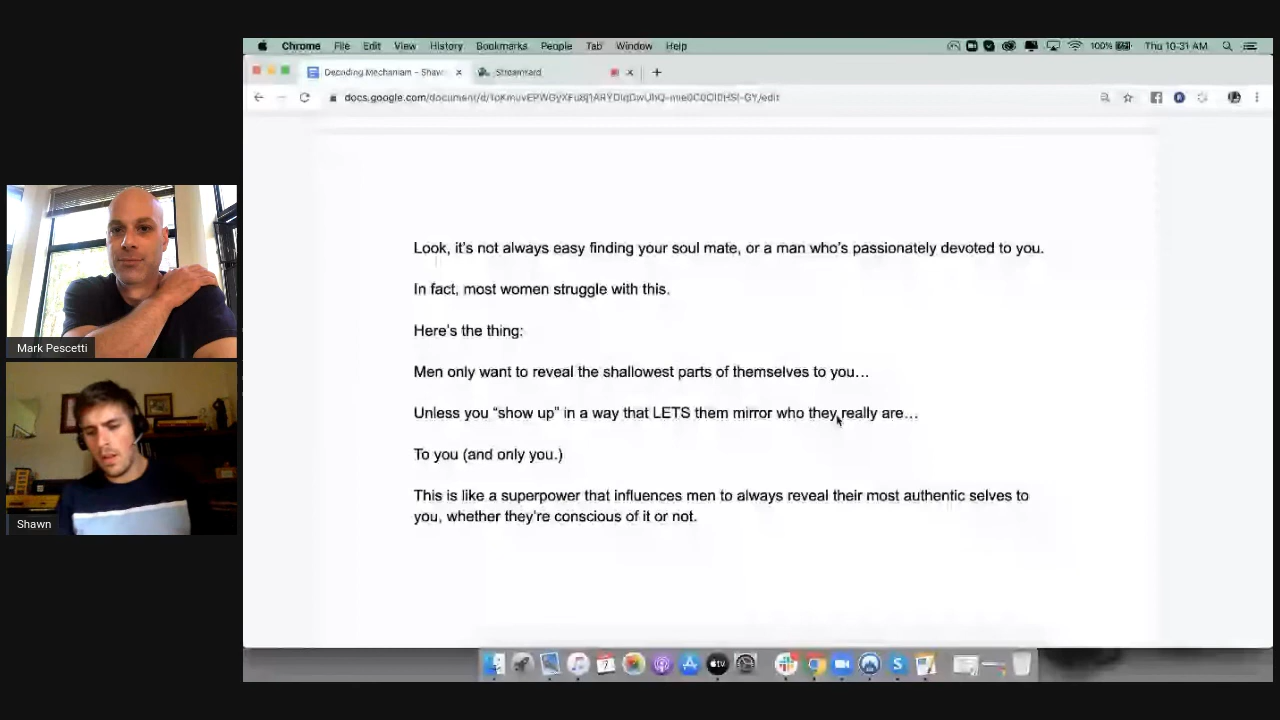 Chrome File Edit View History Bookmarks People Tab Window Help
100% Thu 10:31 AM
Decoding Mechanism - Shaw
StreamYard
Look, it's not always easy finding your soul mate, or a man who's passionately devoted to you.
In fact, most women struggle with this.
Here's the thing:
Men only want to reveal the shallowest parts of themselves to you…
Unless you “show up” in a way that LETS them mirror who they really are…
To you (and only you.)
This is like a superpower that influences men to always reveal their most authentic selves to
you, whether they're conscious of it or not.
Mark Pescetti
Shawn
tv